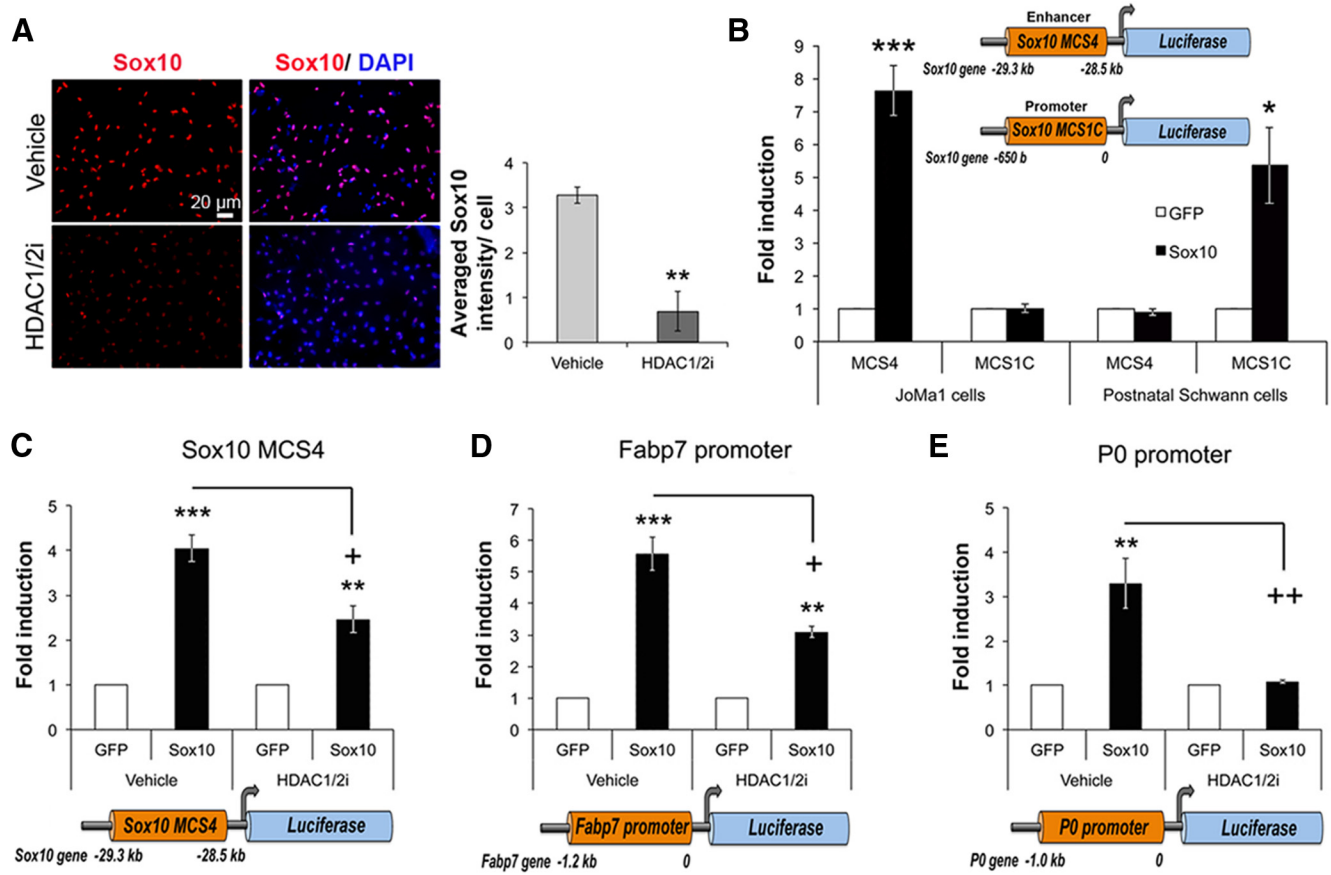 A
Sox10
Sox10/ DAPI
Vehicle
20 µm
HDAC1/2i
Averaged Sox10
intensity/ cell
4
3
2
1
0
**
Vehicle
HDAC1/2i
B
Fold induction
9
8
7
6
5
4
3
2
1
0
***
*
Enhancer
Sox10 MCS4
Luciferase
Sox10 gene -29.3 kb
-28.5 kb
Promoter
Sox10 MCS1C
Luciferase
Sox10 gene -650 b
0
GFP
Sox10
MCS4
MCS1C
MCS4
MCS1C
JoMa1 cells
Postnatal Schwann cells
C
Sox10 MCS4
Fold induction
5
4
3
2
1
0
***
+
**
GFP
Sox10
GFP
Sox10
Vehicle
HDAC1/2i
Sox10 MCS4
Luciferase
Sox10 gene -29.3 kb
-28.5 kb
D
Fabp7 promoter
Fold induction
7
6
5
4
3
2
1
0
***
+
**
GFP
Sox10
GFP
Sox10
Vehicle
HDAC1/2i
Fabp7 promoter
Luciferase
Fabp7 gene -1.2 kb
0
E
P0 promoter
Fold induction
5
4
3
2
1
0
**
++
GFP
Sox10
GFP
Sox10
Vehicle
HDAC1/2i
P0 promoter
Luciferase
P0 gene -1.0 kb
0